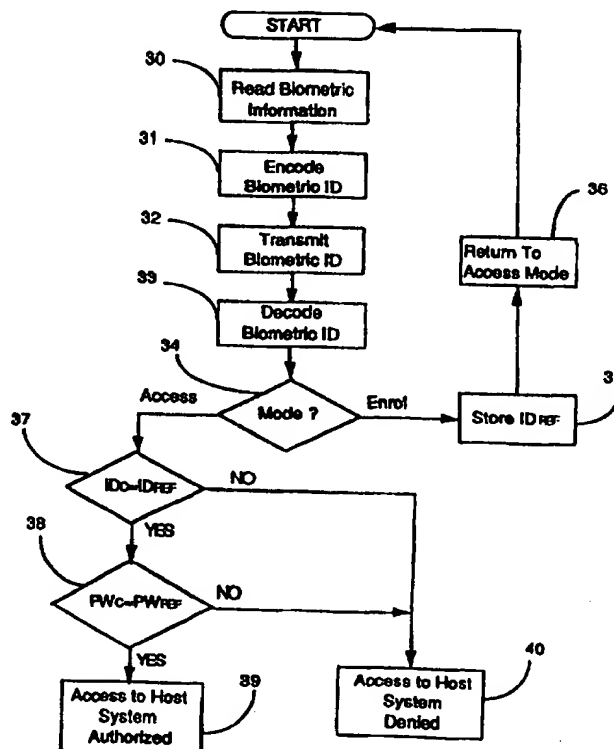 START
30
Read Biometric
Information
31
Encode
Biometric ID
32
Transmit
Biometric ID
33
Decode
Biometric ID
34
Mode ?
Access
Enrol
Store IDREF
36
Return To
Access Mode
37
IDC=IDREF
NO
YES
38
PWC=PWREF
NO
YES
39
Access to Host
System
Authorized
40
Access to Host
System
Denied